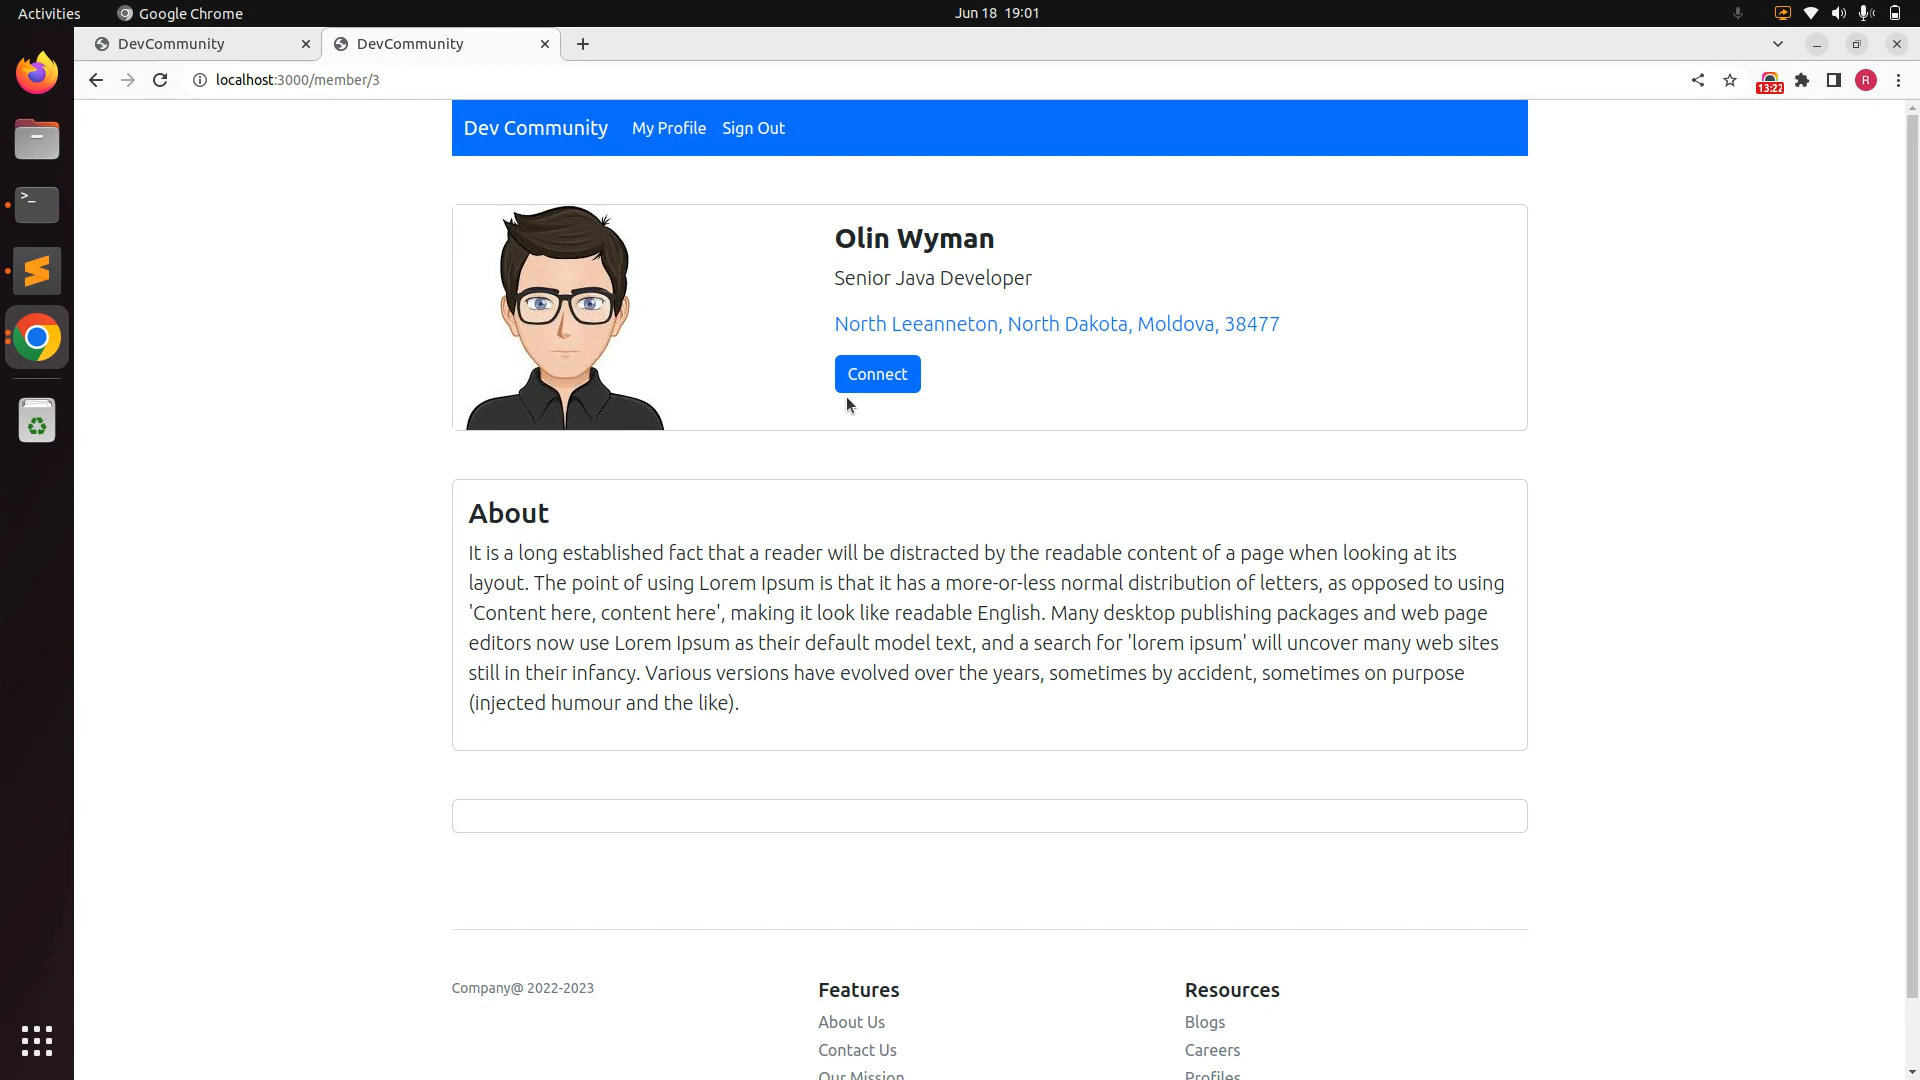 Activities
Google Chrome
Jun 18 19:01
DevCommunity
DevCommunity
localhost:3000/member/3
13:22
R
Dev Community
My Profile
Sign Out
Olin Wyman
Senior Java Developer
North Leeanneton, North Dakota, Moldova, 38477
Connect
About
It is a long established fact that a reader will be distracted by the readable content of a page when looking at its
layout. The point of using Lorem Ipsum is that it has a more-or-less normal distribution of letters, as opposed to using
'Content here, content here', making it look like readable English. Many desktop publishing packages and web page
editors now use Lorem Ipsum as their default model text, and a search for 'lorem ipsum' will uncover many web sites
still in their infancy. Various versions have evolved over the years, sometimes by accident, sometimes on purpose
(injected humour and the like).
Company@ 2022-2023
Features
About Us
Contact Us
Our Mission
Resources
Blogs
Careers
Profiles